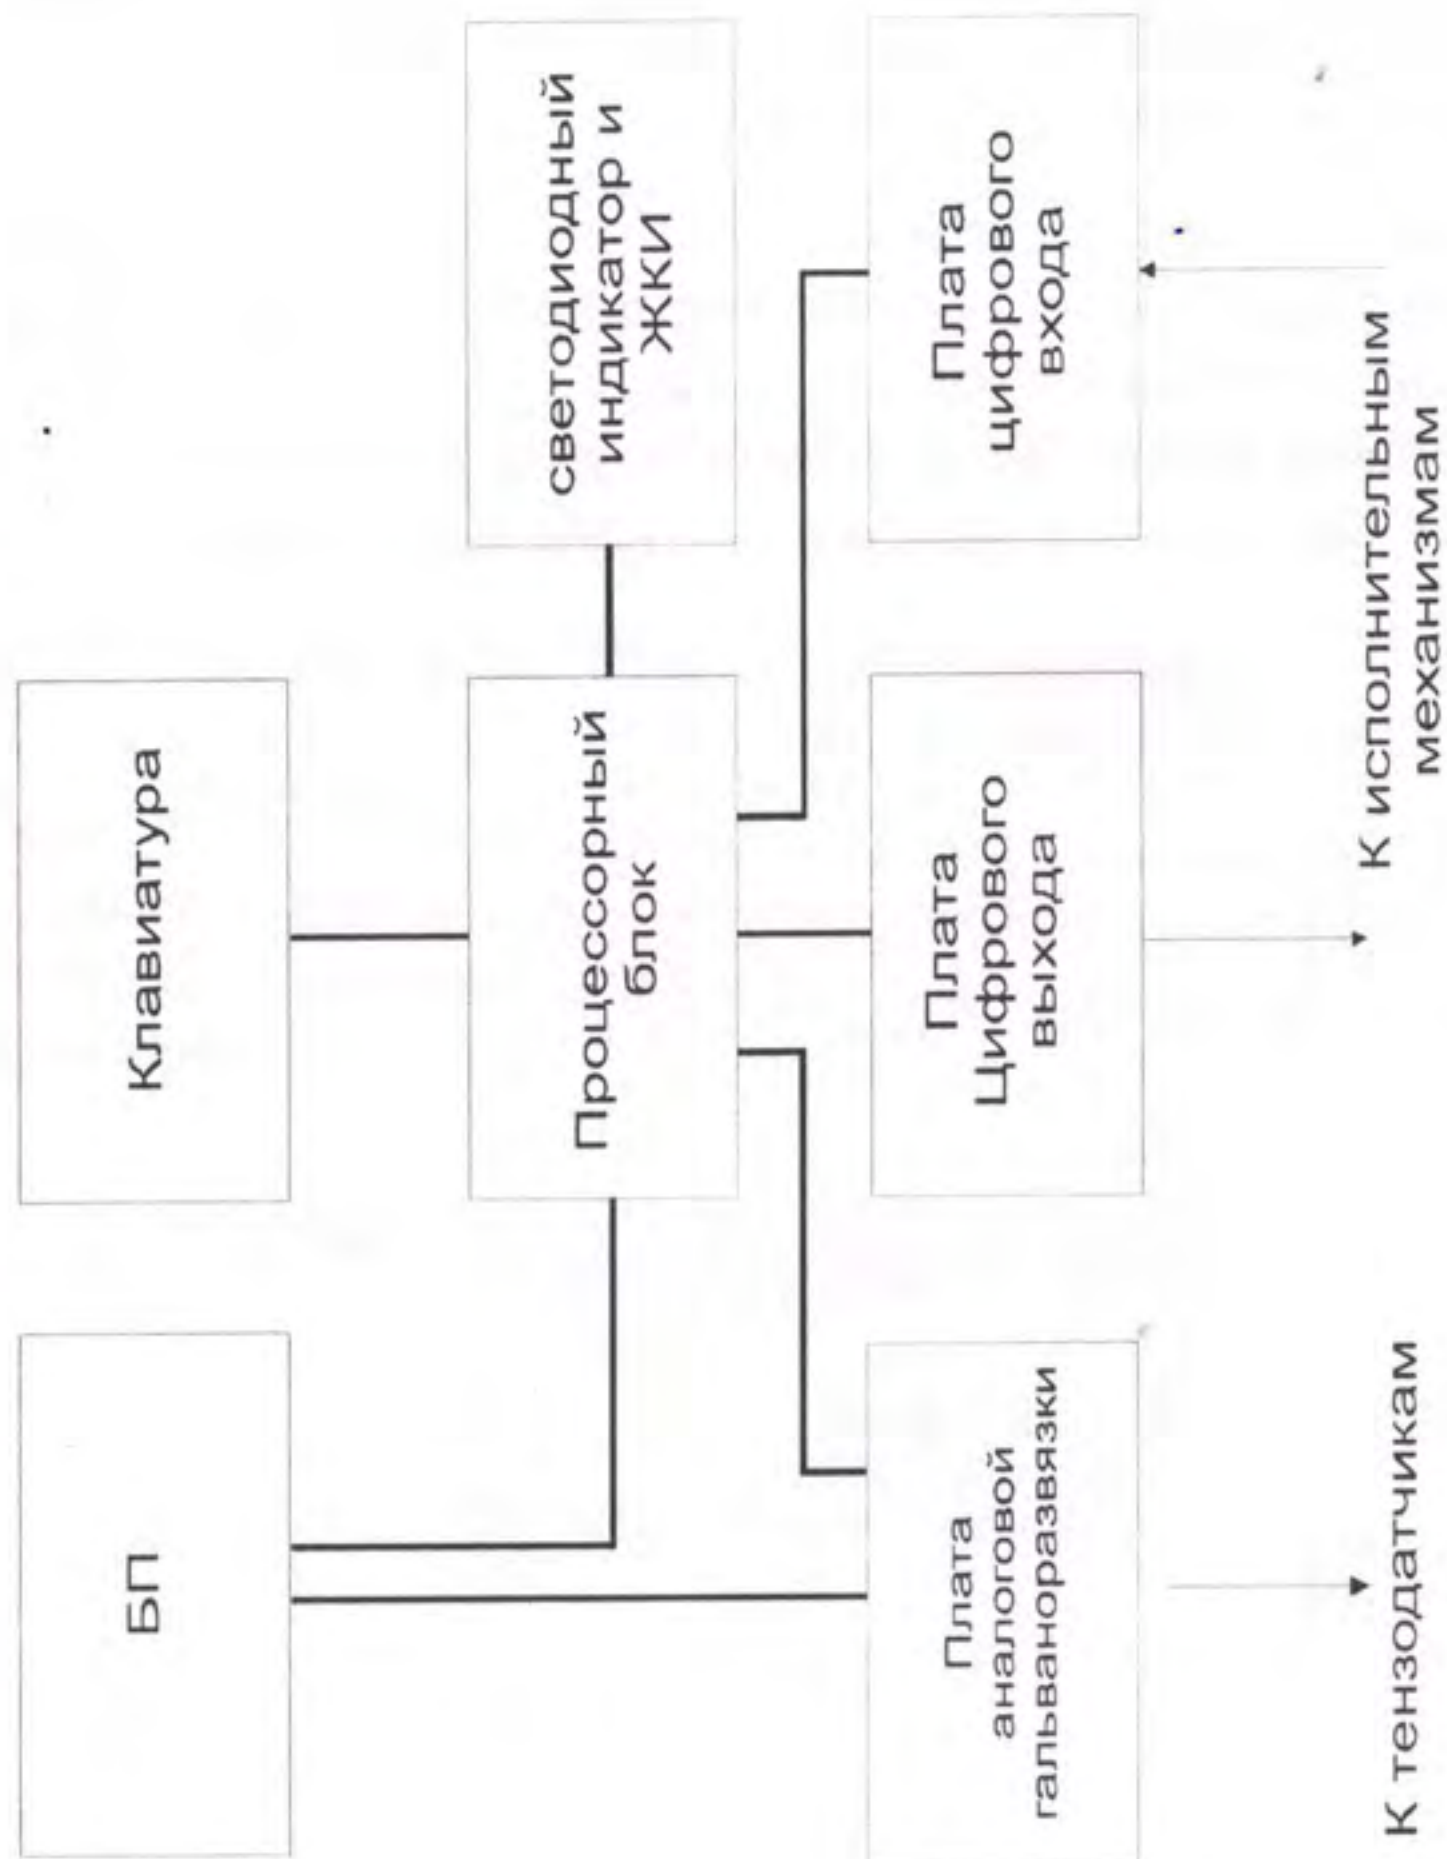 БП
Клавиатура
Процессорный
блок
светодиодный
индикатор и
ЖКИ
Плата
аналоговой
гальваноразвязки
Плата
Цифрового
выхода
Плата
цифрового
входа
К тензодатчикам
К исполнительным
механизмам